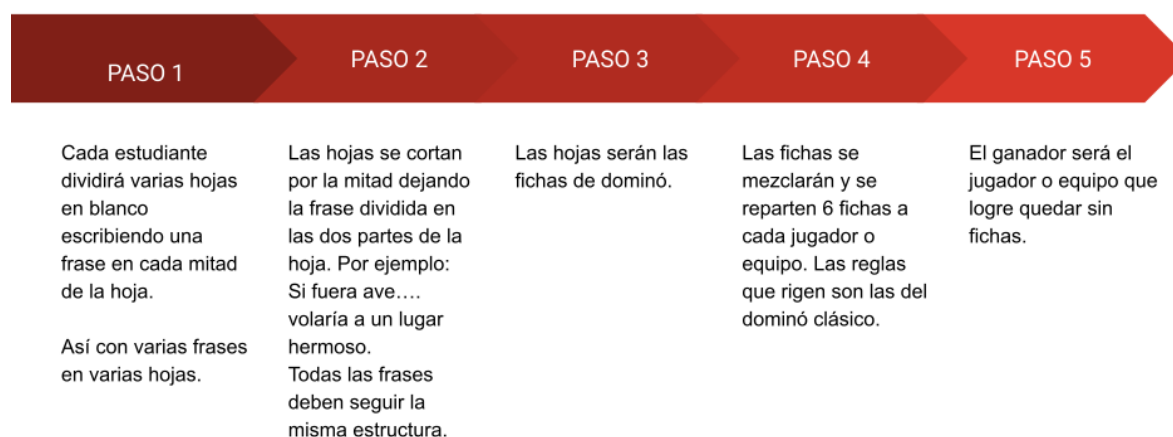 PASO 1
PASO 2
PASO 3
PASO 4
PASO 5
Cada estudiante
dividirá varias hojas
en blanco
escribiendo una
frase en cada mitad
de la hoja.
Así con varias frases
en varias hojas.
Las hojas se cortan
por la mitad dejando
la frase dividida en
las dos partes de la
hoja. Por ejemplo:
Si fuera ave….
volaría a un lugar
hermoso.
Todas las frases
deben seguir la
misma estructura.
Las hojas serán las
fichas de dominó.
Las fichas se
mezclarán y se
reparten 6 fichas a
cada jugador o
equipo. Las reglas
que rigen son las del
dominó clásico.
El ganador será el
jugador o equipo que
logre quedar sin
fichas.